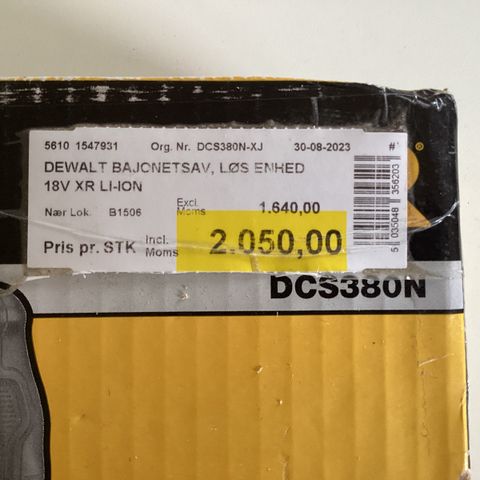 5610 1547931 Org. Nr. DCS380N-XJ 30-08-2023 #1
DEWALT BAJONETSAV, LØS ENHED
18V XR LI-ION
Nær Lok B1506 Excl. Moms 1.640,00
Pris pr. STK Incl. Moms 2.050,00
5 035048 356203
DCS380N